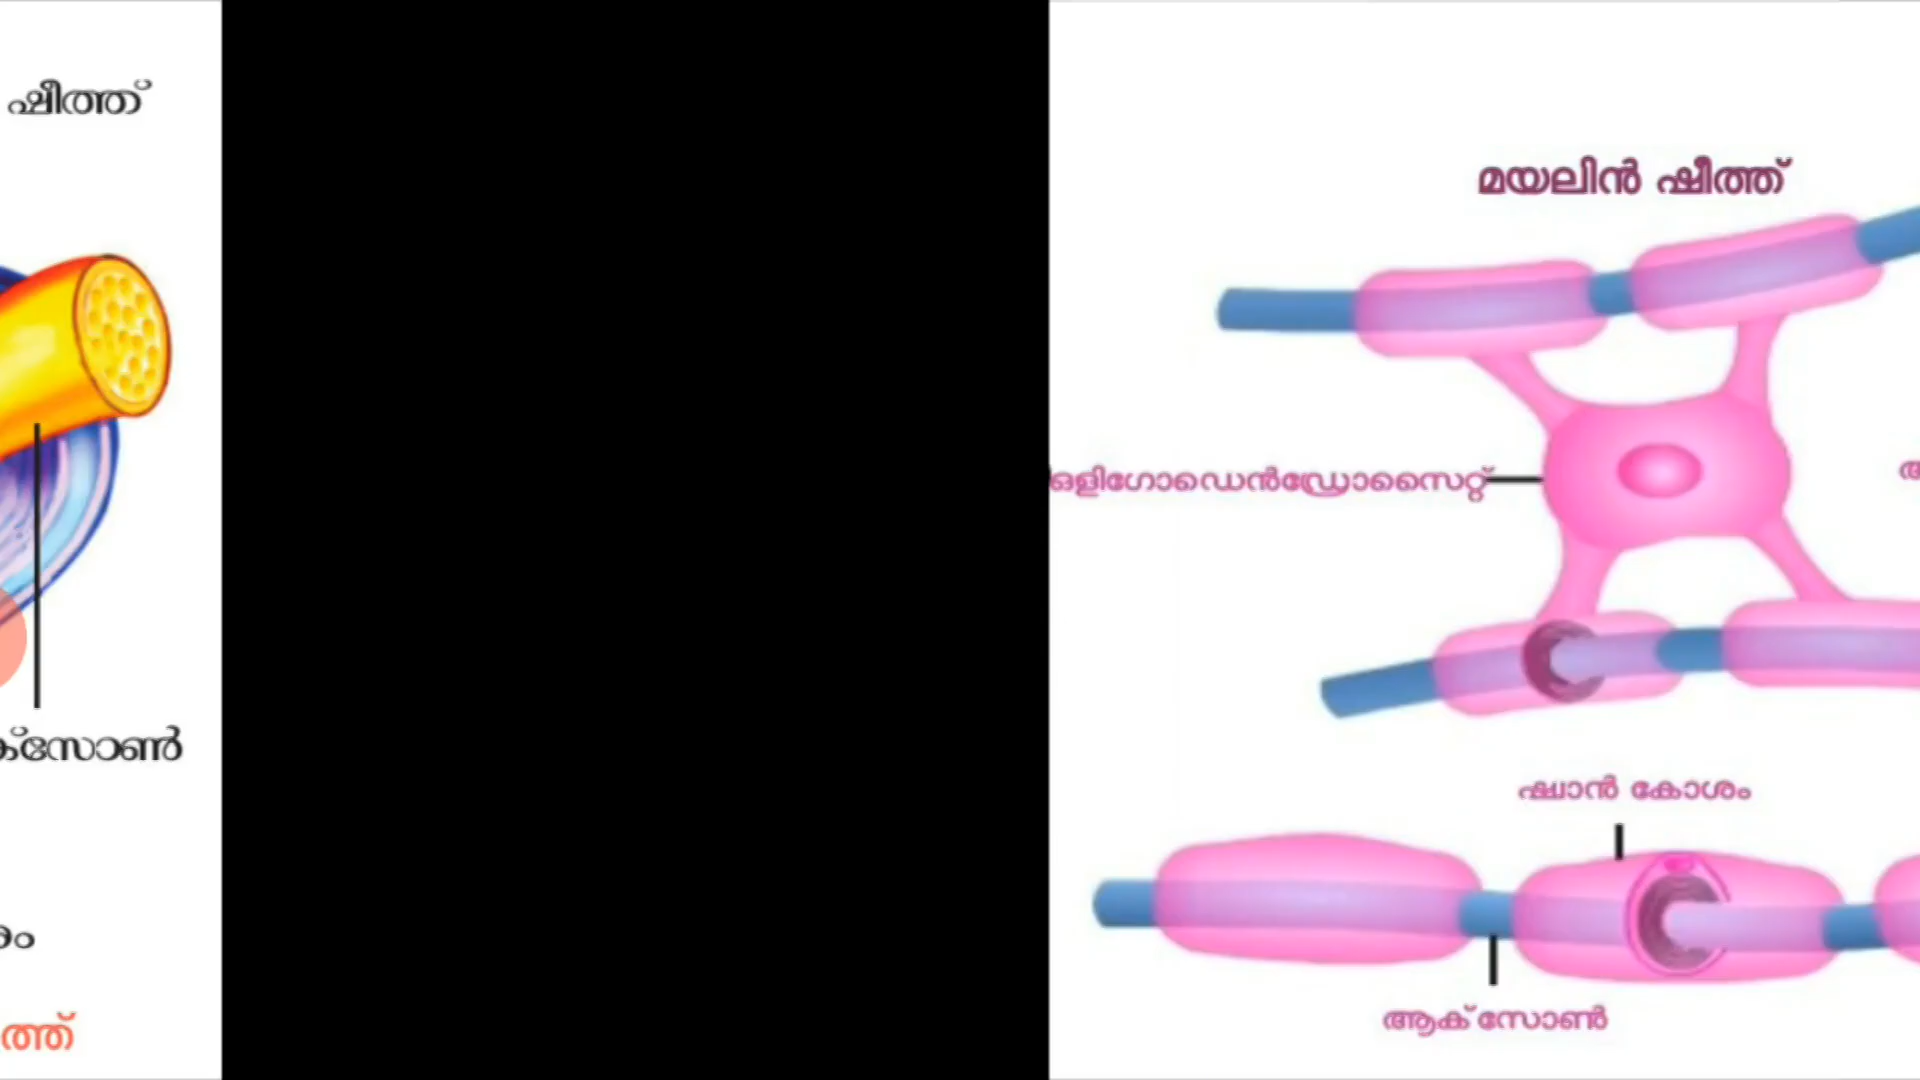 ഷീത്ത്
മയലിൻ ഷീത്ത്
ഒളിഗോഡെൻഡ്രോസൈറ്റ്
ക്സോൺ
ഷ്വാൻ കോശം
ആക്സോൺ
ത്ത്